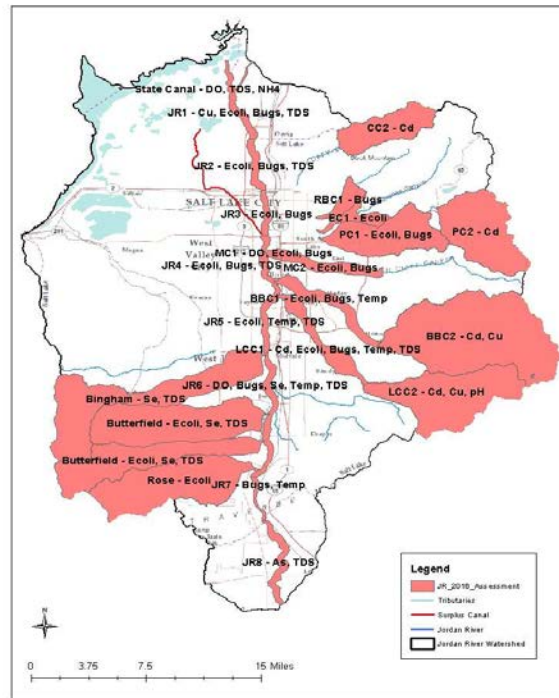 State Canal - DO, TOS, NH4
JR1 - Cu, Ecoli, Bugs, TDS
CC2 - Cd
JR2 - Ecoli, Bugs, TDS
RBC1 - Bugs
SALT LAKE CITY
JR3 - Ecoli, Bugs
EC1 - Ecoli
PC1 - Ecoli, Bugs
PC2 - Cd
West
Valley
MC1 - DO, Ecoli, Bugs
JR4 - Ecoli, Bugs, TDS
MC2 - Ecoli, Bugs
BBC1 - Ecoli, Bugs, Temp
JR5 - Ecoli, Temp, TDS
BBC2 - Cd, Cu
LCC1 - Cd, Ecoli, Bugs, Temp, TDS
JR6 - DO, Bugs, Se, Temp, TDS
LCC2 - Cd, Cu, pH
Bingham - Se, TDS
Butterfield - Ecoli, Se, TDS
Butterfield - Ecoli, Se, TDS
Rose - Ecoli
JR7 - Bugs, Temp
JR8 - As, TDS
Legend
JR_2016_Assessment
Tributaries
Surplus Canal
Jordan River
Jordan River Watershed
N
0 3.75 7.5 15 Miles